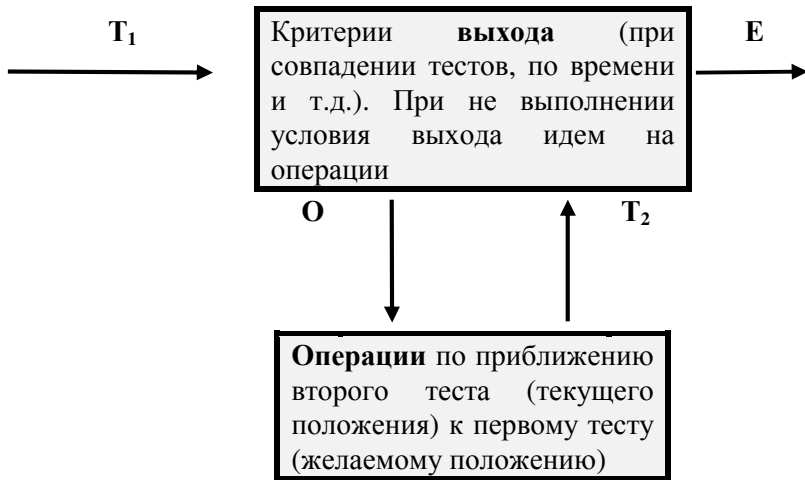 T₁
Критерии выхода (при
совпадении тестов, по времени
и т.д.). При не выполнении
условия выхода идем на
операции
E
O
T₂
Операции по приближению
второго теста (текущего
положения) к первому тесту
(желаемому положению)